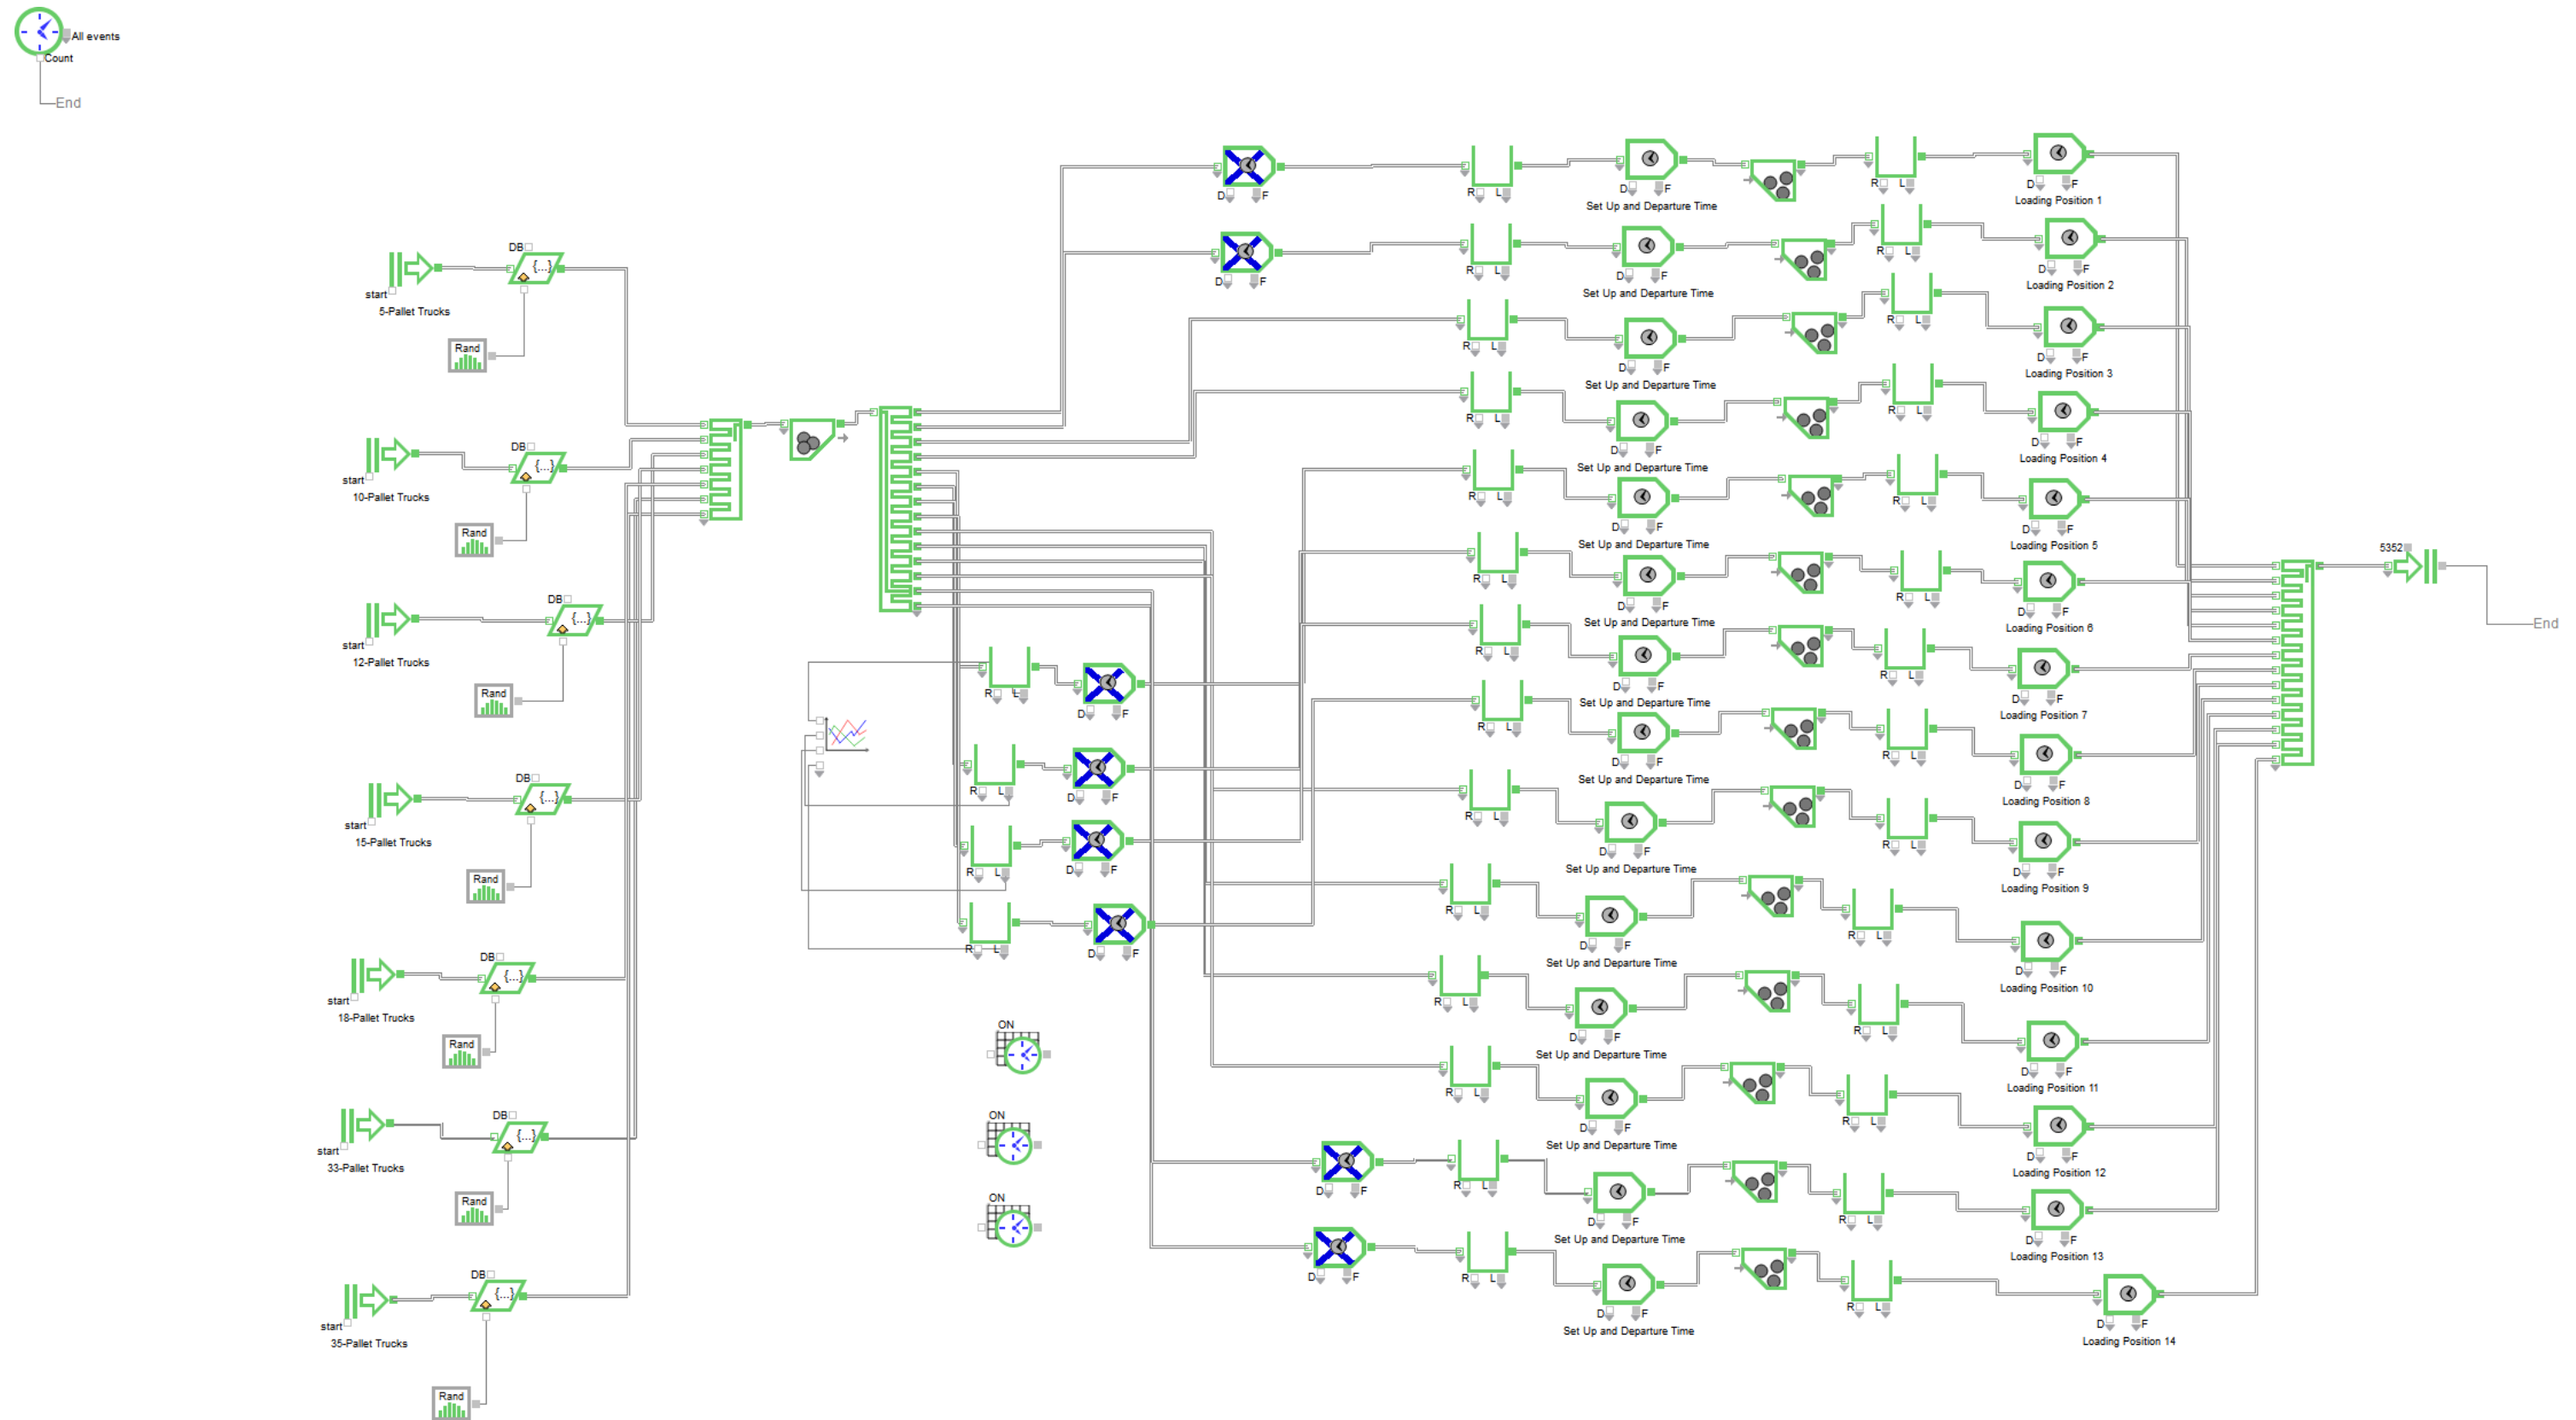 All events
Count
End
DB
start
5-Pallet Trucks
Rand
DB
start
10-Pallet Trucks
Rand
DB
start
12-Pallet Trucks
Rand
DB
start
15-Pallet Trucks
Rand
DB
start
18-Pallet Trucks
Rand
DB
start
33-Pallet Trucks
Rand
DB
start
35-Pallet Trucks
Rand
R L
D F
R L
D F
R L
D F
R L
D F
ON
ON
ON
D F
R L
D F
Set Up and Departure Time
R L
D F
Loading Position 1
D F
R L
D F
Set Up and Departure Time
R L
D F
Loading Position 2
R L
D F
Set Up and Departure Time
R L
D F
Loading Position 3
R L
D F
Set Up and Departure Time
R L
D F
Loading Position 4
R L
D F
Set Up and Departure Time
R L
D F
Loading Position 5
R L
D F
Set Up and Departure Time
R L
D F
Loading Position 6
R L
D F
Set Up and Departure Time
R L
D F
Loading Position 7
R L
D F
Set Up and Departure Time
R L
D F
Loading Position 8
R L
D F
Set Up and Departure Time
R L
D F
Loading Position 9
R L
D F
Set Up and Departure Time
R L
D F
Loading Position 10
R L
D F
Set Up and Departure Time
R L
D F
Loading Position 11
R L
D F
Set Up and Departure Time
R L
D F
Loading Position 12
D F
R L
D F
Set Up and Departure Time
R L
D F
Loading Position 13
D F
R L
D F
Set Up and Departure Time
R L
D F
Loading Position 14
5352
End